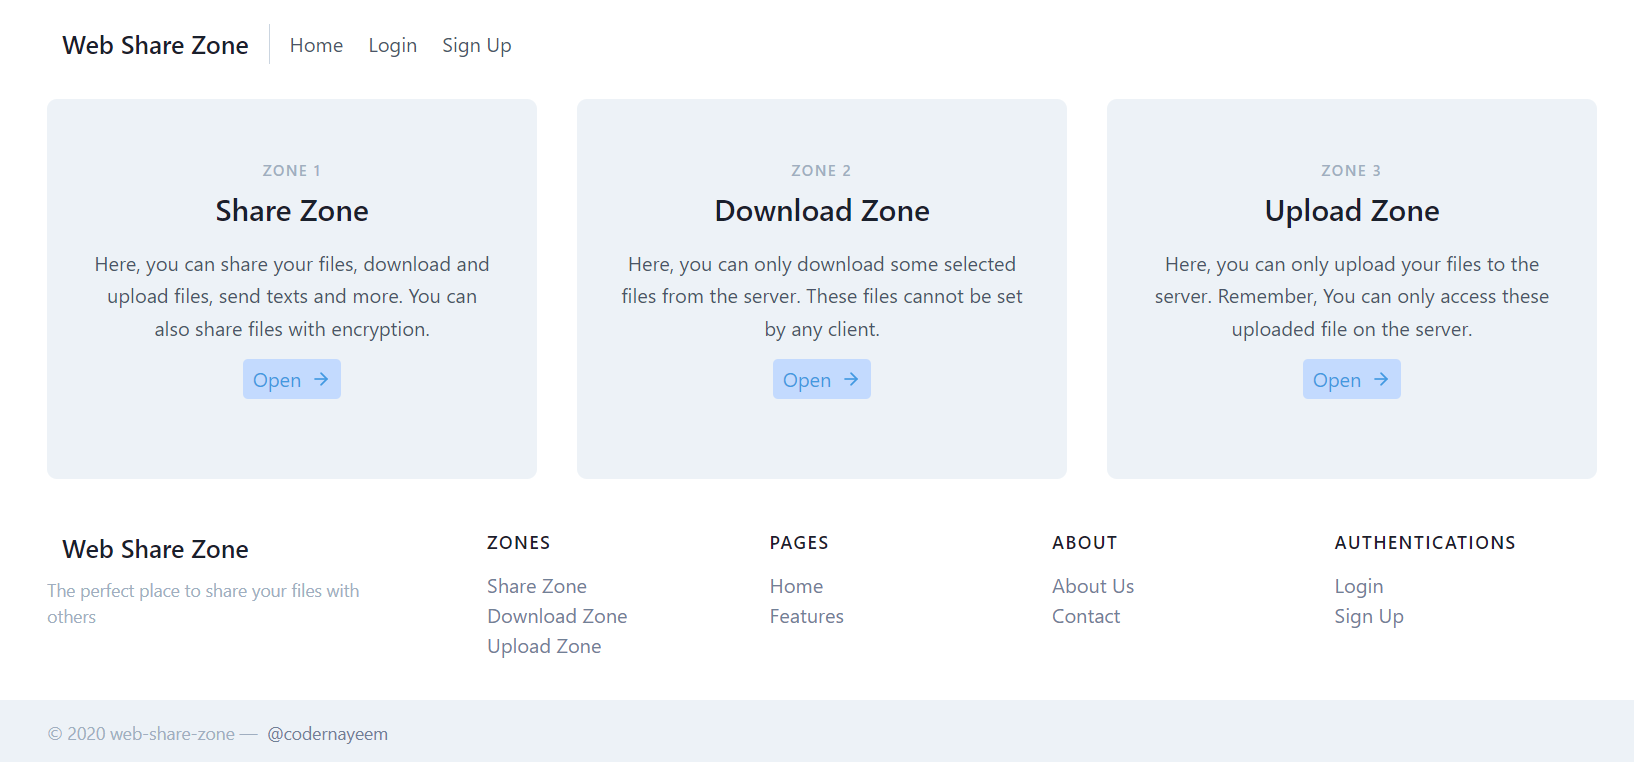 Web Share Zone
Home Login Sign Up
ZONE 1
Share Zone
Here, you can share your files, download and
upload files, send texts and more. You can
also share files with encryption.
Open →
ZONE 2
Download Zone
Here, you can only download some selected
files from the server. These files cannot be set
by any client.
Open →
ZONE 3
Upload Zone
Here, you can only upload your files to the
server. Remember, You can only access these
uploaded file on the server.
Open →
Web Share Zone
The perfect place to share your files with
others
ZONES
Share Zone
Download Zone
Upload Zone
PAGES
Home
Features
ABOUT
About Us
Contact
AUTHENTICATIONS
Login
Sign Up
© 2020 web-share-zone — @codernayeem